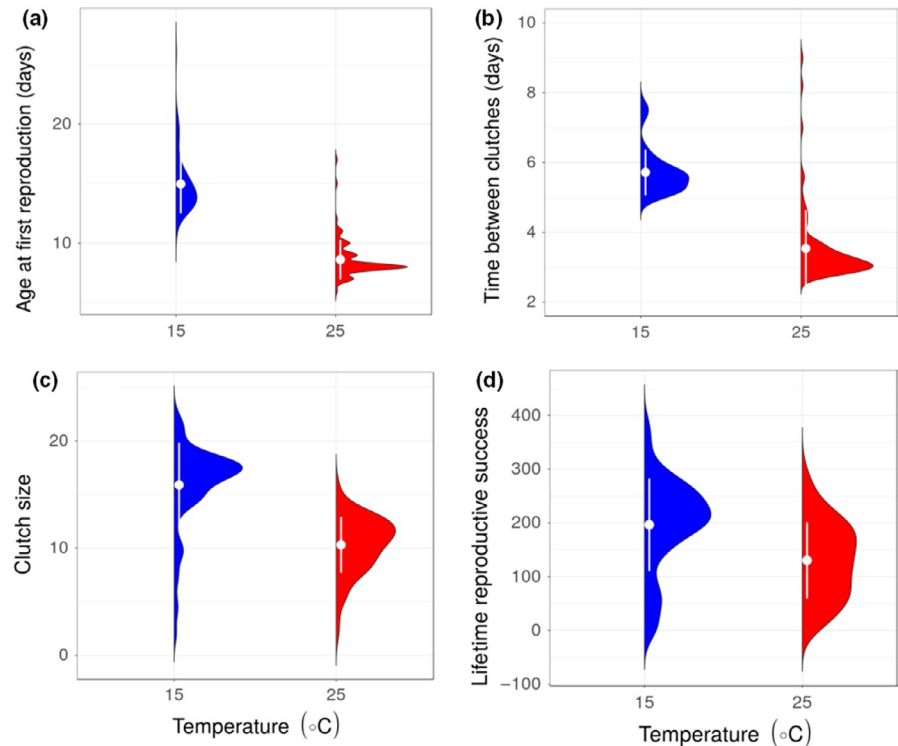 (a)
Age at first reproduction (days)
20
10
15
25
(b)
Time between clutches (days)
10
8
6
4
2
15
25
(c)
Clutch size
20
10
0
15
25
Temperature (∘C)
(d)
Lifetime reproductive success
400
300
200
100
0
−100
15
25
Temperature (∘C)